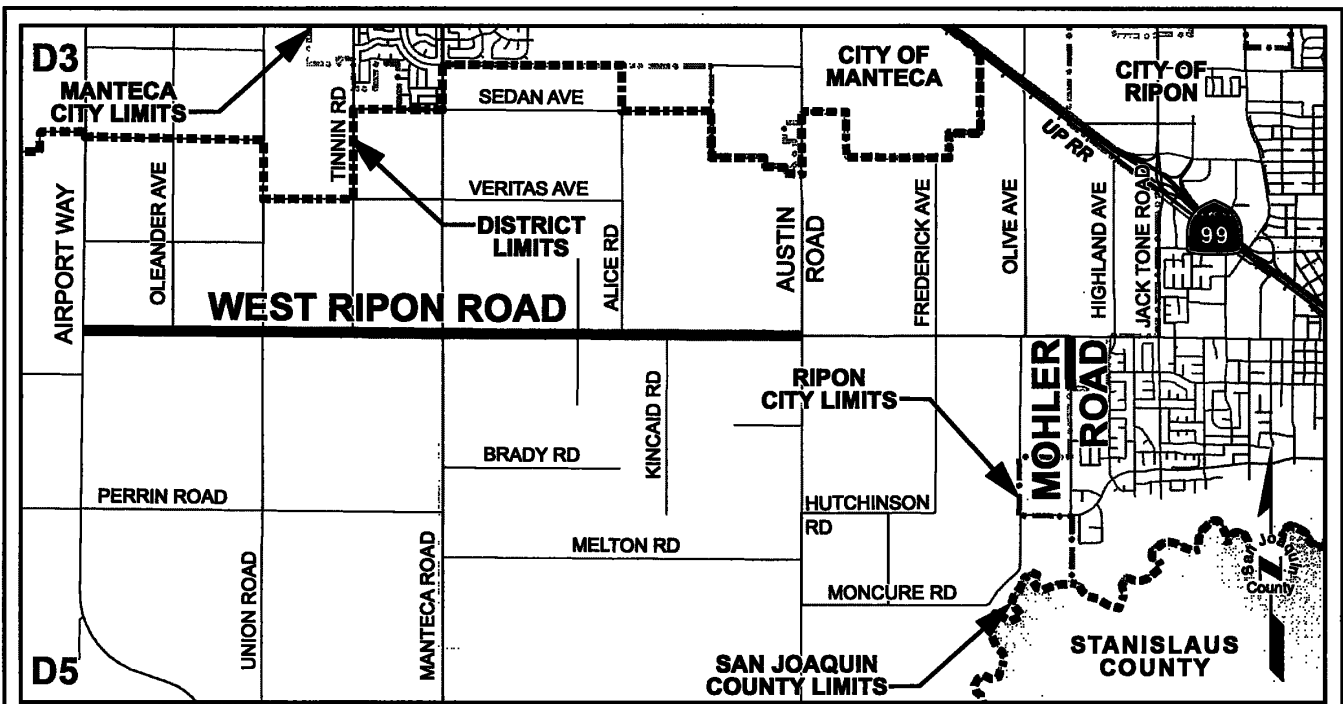 D3
MANTECA
CITY LIMITS
TINNIN RD
SEDAN AVE
CITY OF
MANTECA
CITY OF
RIPON
UP RR
AIRPORT WAY
OLEANDER AVE
VERITAS AVE
DISTRICT
LIMITS
ALICE RD
AUSTIN
ROAD
FREDERICK AVE
OLIVE AVE
HIGHLAND AVE
JACK TONE ROAD
99
WEST RIPON ROAD
RIPON
CITY LIMITS
MOHLER
ROAD
KINCAID RD
BRADY RD
PERRIN ROAD
HUTCHINSON
RD
MELTON RD
UNION ROAD
MANTECA ROAD
MONCURE RD
San Joaquin
County
STANISLAUS
COUNTY
SAN JOAQUIN
COUNTY LIMITS
D5